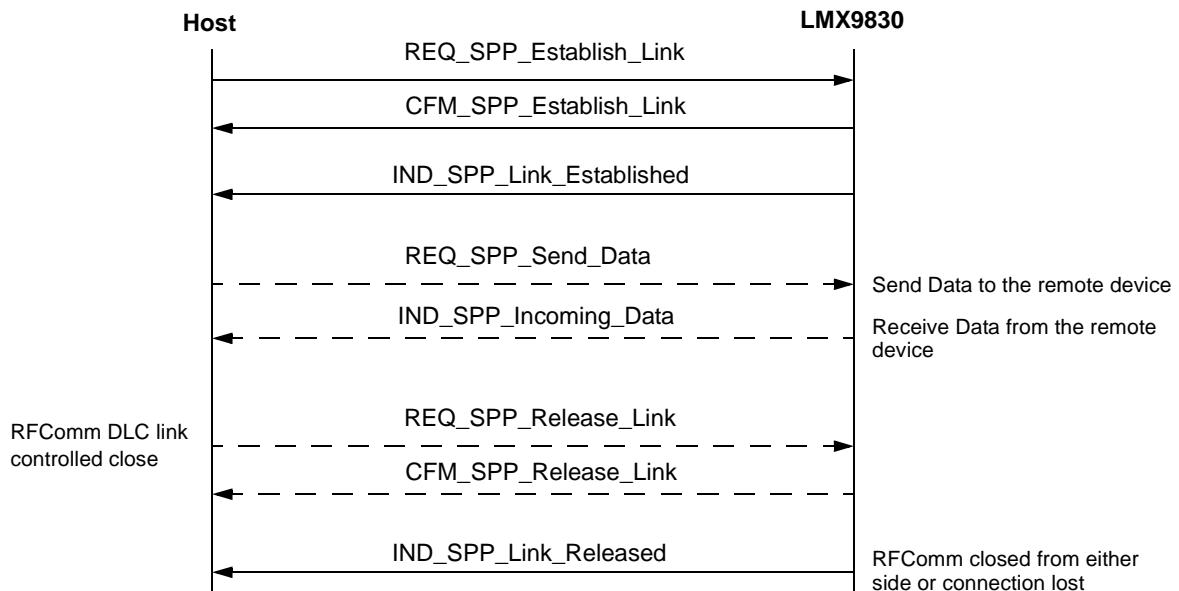 Host
LMX9830
REQ_SPP_Establish_Link
CFM_SPP_Establish_Link
IND_SPP_Link_Established
REQ_SPP_Send_Data
Send Data to the remote device
IND_SPP_Incoming_Data
Receive Data from the remote
device
REQ_SPP_Release_Link
RFComm DLC link
controlled close
CFM_SPP_Release_Link
IND_SPP_Link_Released
RFComm closed from either
side or connection lost